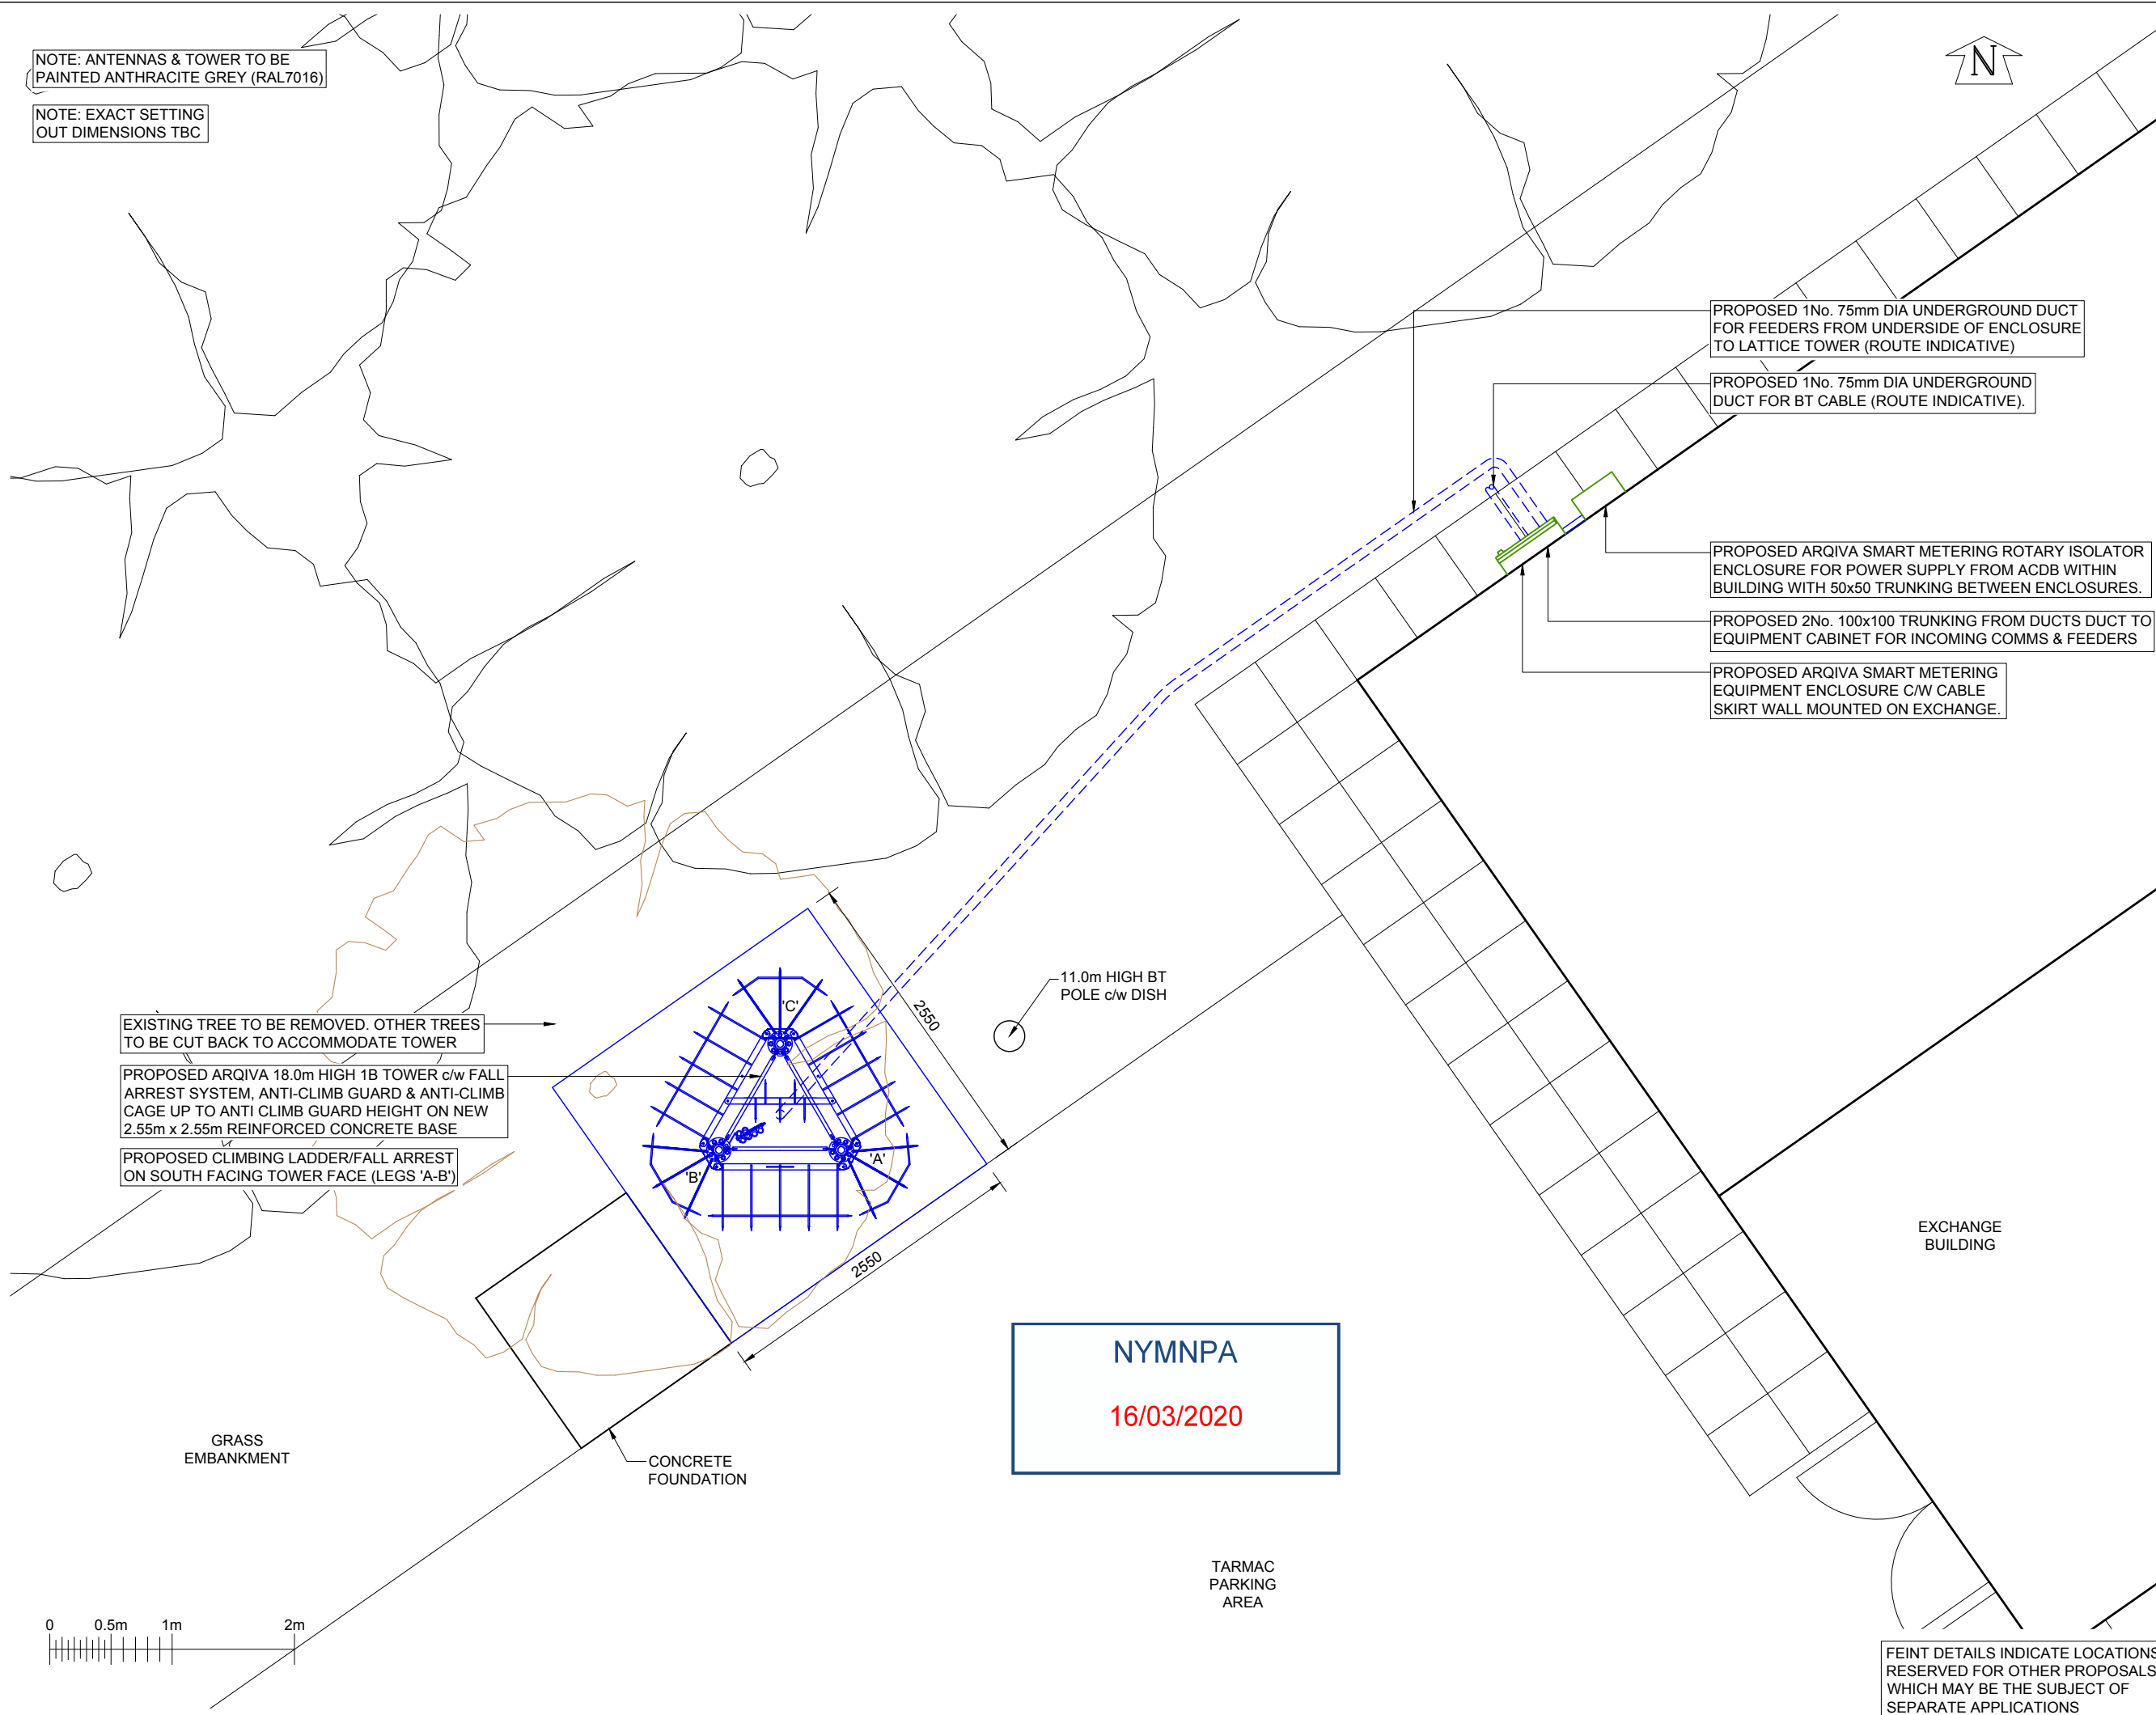 NOTE: ANTENNAS & TOWER TO BE
PAINTED ANTHRACITE GREY (RAL7016)
NOTE: EXACT SETTING
OUT DIMENSIONS TBC
N
PROPOSED 1No. 75mm DIA UNDERGROUND DUCT
FOR FEEDERS FROM UNDERSIDE OF ENCLOSURE
TO LATTICE TOWER (ROUTE INDICATIVE)
PROPOSED 1No. 75mm DIA UNDERGROUND
DUCT FOR BT CABLE (ROUTE INDICATIVE).
PROPOSED ARQIVA SMART METERING ROTARY ISOLATOR
ENCLOSURE FOR POWER SUPPLY FROM ACDB WITHIN
BUILDING WITH 50x50 TRUNKING BETWEEN ENCLOSURES.
PROPOSED 2No. 100x100 TRUNKING FROM DUCTS DUCT TO
EQUIPMENT CABINET FOR INCOMING COMMS & FEEDERS
PROPOSED ARQIVA SMART METERING
EQUIPMENT ENCLOSURE C/W CABLE
SKIRT WALL MOUNTED ON EXCHANGE.
11.0m HIGH BT
POLE c/w DISH
2550
'C'
EXISTING TREE TO BE REMOVED. OTHER TREES
TO BE CUT BACK TO ACCOMMODATE TOWER
PROPOSED ARQIVA 18.0m HIGH 1B TOWER c/w FALL
ARREST SYSTEM, ANTI-CLIMB GUARD & ANTI-CLIMB
CAGE UP TO ANTI CLIMB GUARD HEIGHT ON NEW
2.55m x 2.55m REINFORCED CONCRETE BASE
PROPOSED CLIMBING LADDER/FALL ARREST
ON SOUTH FACING TOWER FACE (LEGS 'A-B')
'B'
'A'
2550
EXCHANGE
BUILDING
NYMNPA
16/03/2020
GRASS
EMBANKMENT
CONCRETE
FOUNDATION
TARMAC
PARKING
AREA
0 0.5m 1m 2m
FEINT DETAILS INDICATE LOCATIONS
RESERVED FOR OTHER PROPOSALS
WHICH MAY BE THE SUBJECT OF
SEPARATE APPLICATIONS